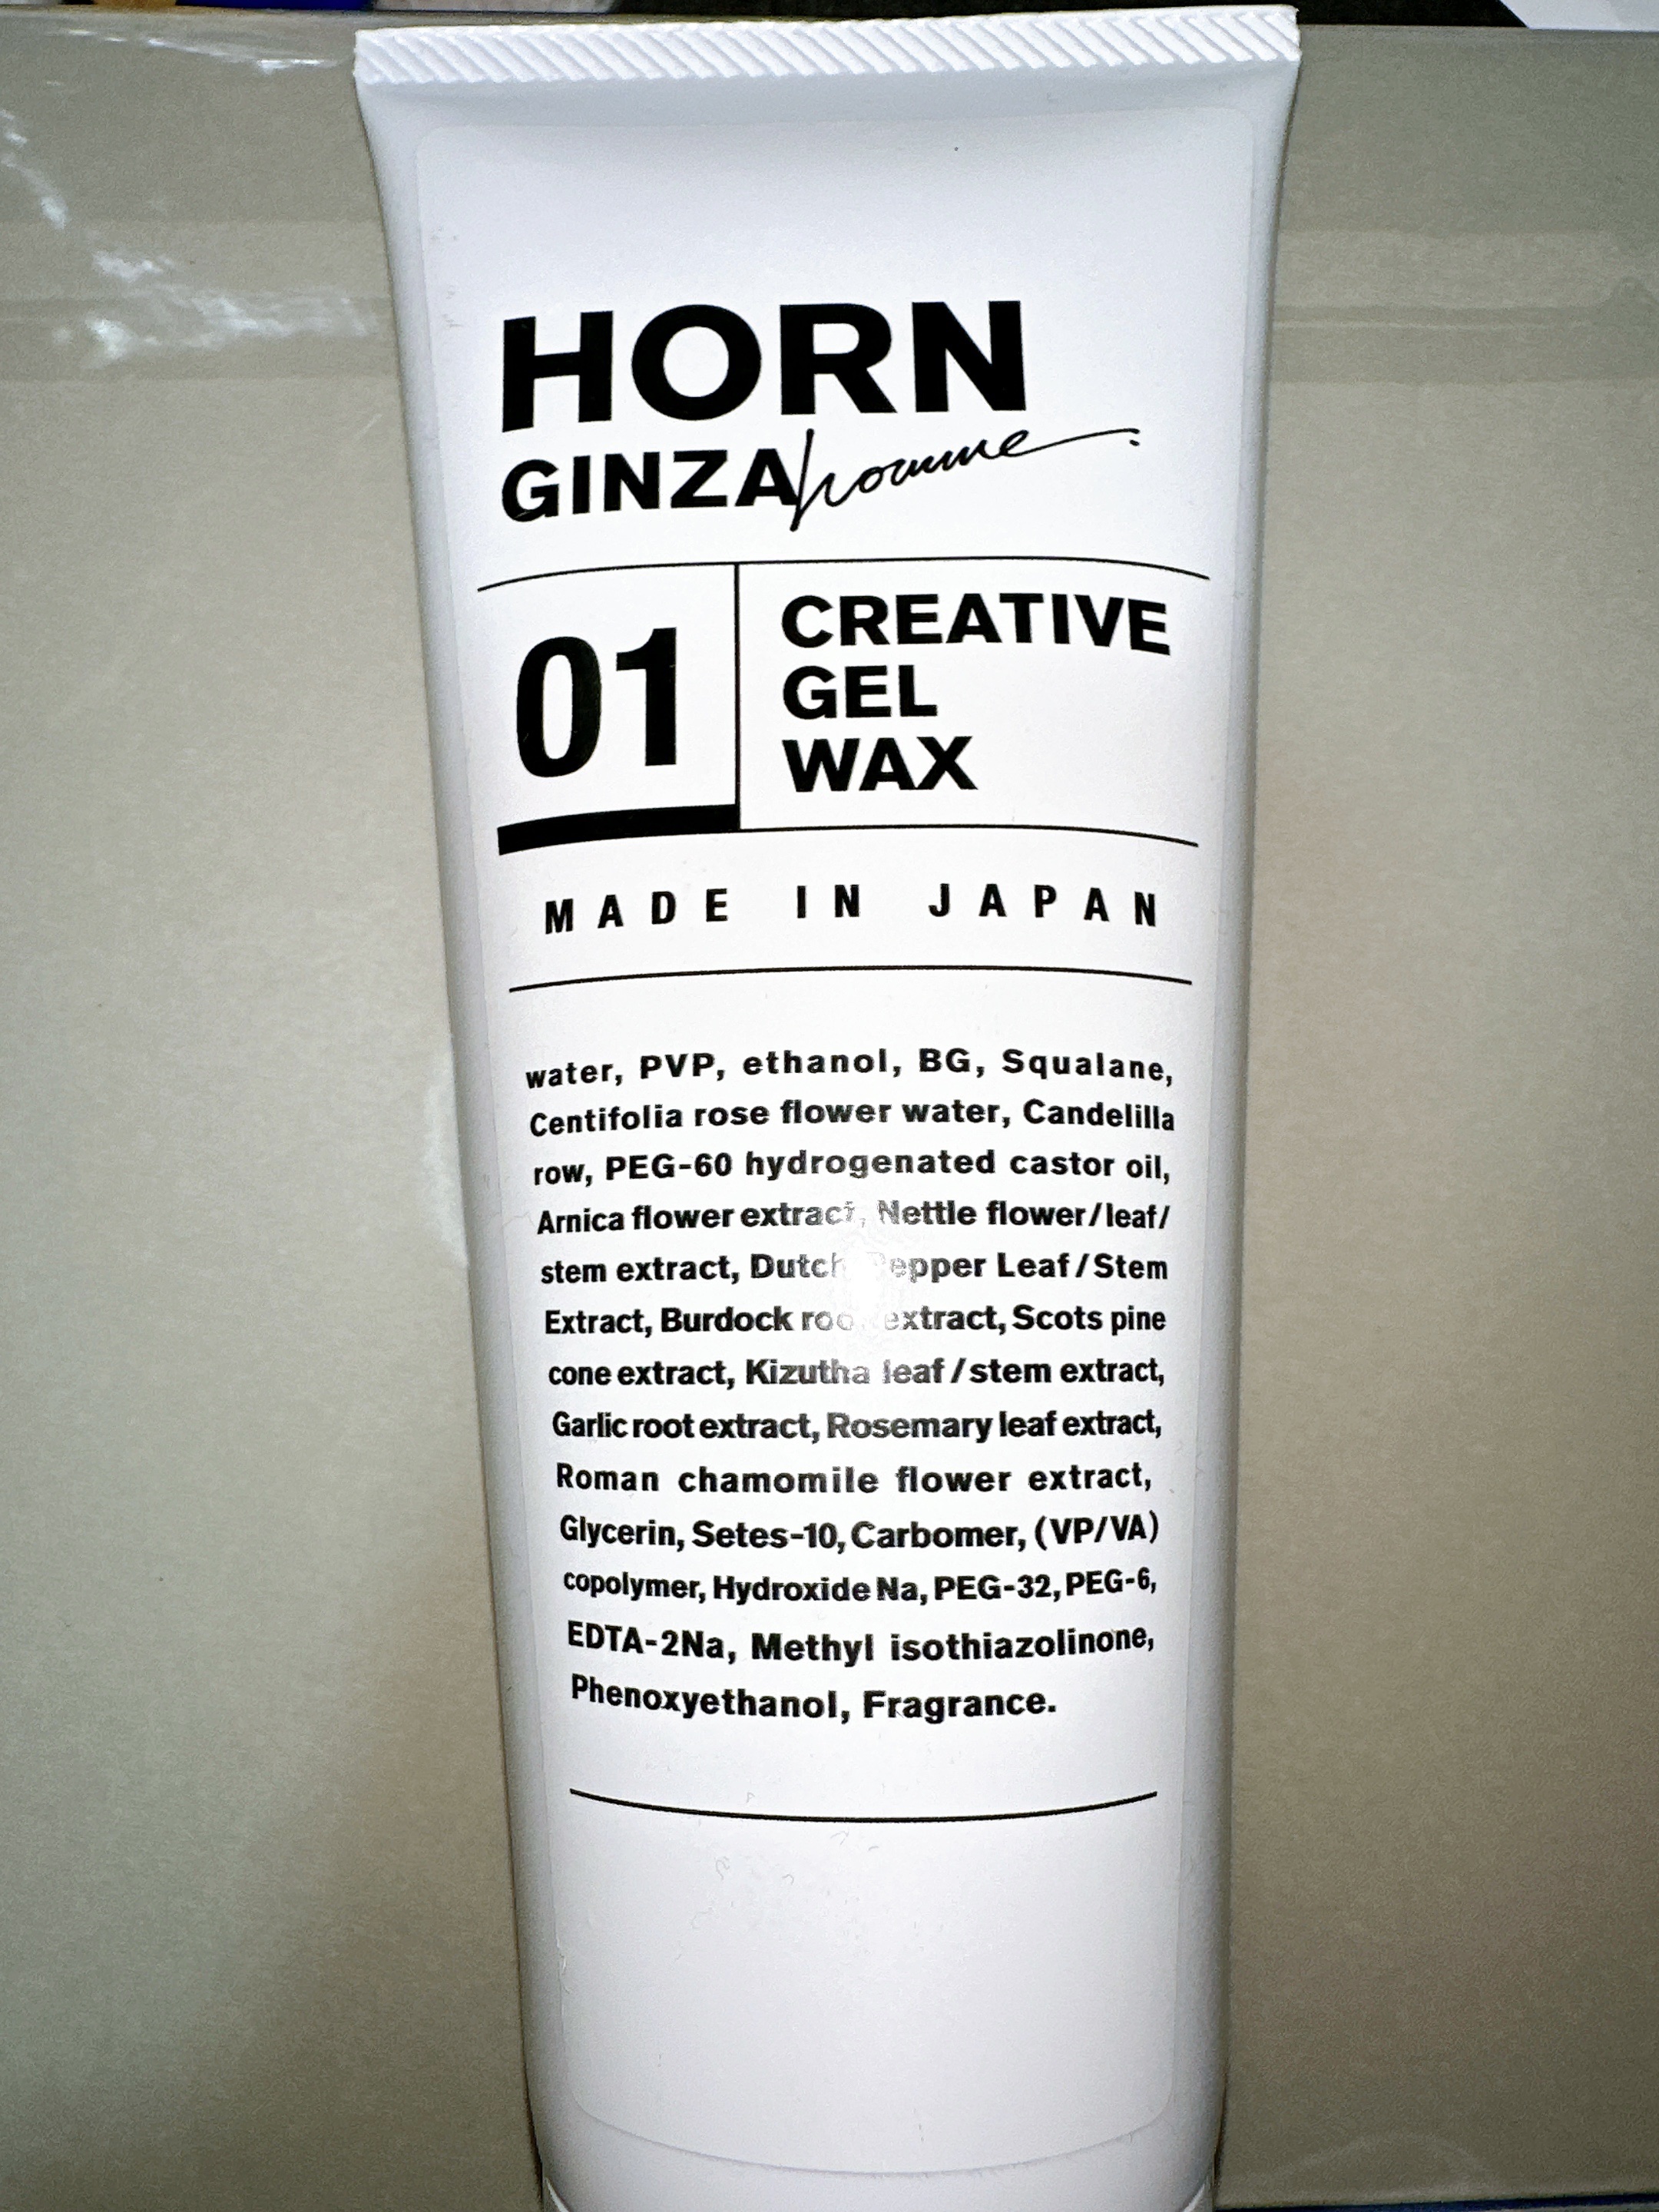 HORN
GINZA homme
01
CREATIVE
GEL
WAX
MADE IN JAPAN
water, PVP, ethanol, BG, Squalane,
Centifolia rose flower water, Candelilla
row, PEG-60 hydrogenated castor oil,
Arnica flower extract, Nettle flower/leaf/
stem extract, Dutch Pepper Leaf/Stem
Extract, Burdock root extract, Scots pine
cone extract, Kizutha leaf/stem extract,
Garlic root extract, Rosemary leaf extract,
Roman chamomile flower extract,
Glycerin, Setes-10, Carbomer, (VP/VA)
copolymer, Hydroxide Na, PEG-32, PEG-6,
EDTA-2Na, Methyl isothiazolinone,
Phenoxyethanol, Fragrance.